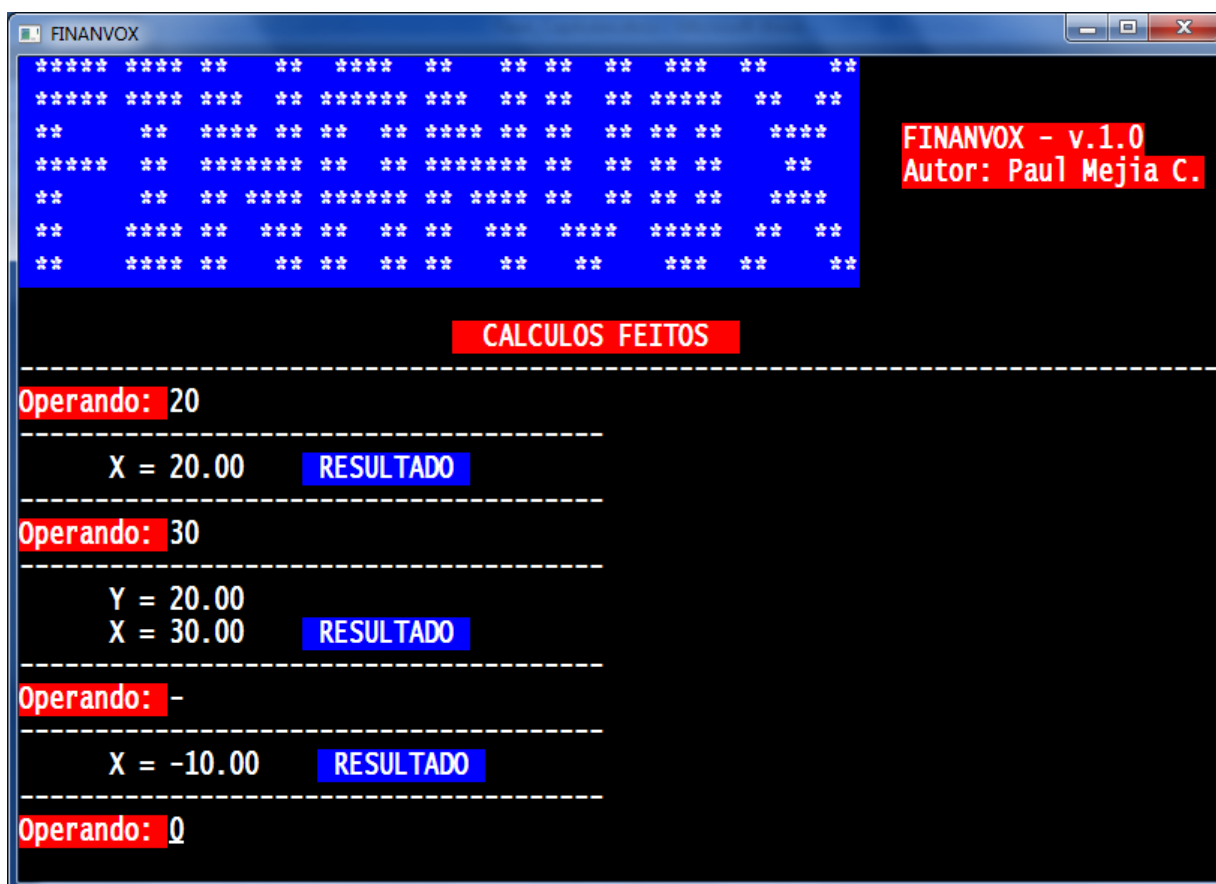 FINANVOX
FINANVOX - v.1.0
Autor: Paul Mejia C.
CALCULOS FEITOS
Operando: 20
X = 20.00 RESULTADO
Operando: 30
Y = 20.00
X = 30.00 RESULTADO
Operando: -
X = -10.00 RESULTADO
Operando: 0